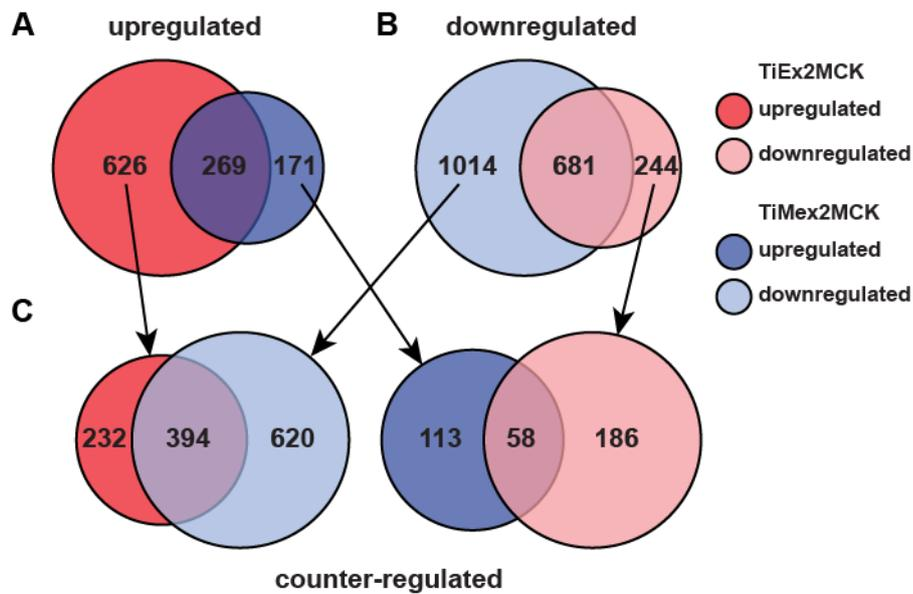 A upregulated
B downregulated
626 269 171
1014 681 244
TiEx2MCK
upregulated
downregulated
TiMex2MCK
upregulated
downregulated
C
232 394 620
113 58 186
counter-regulated